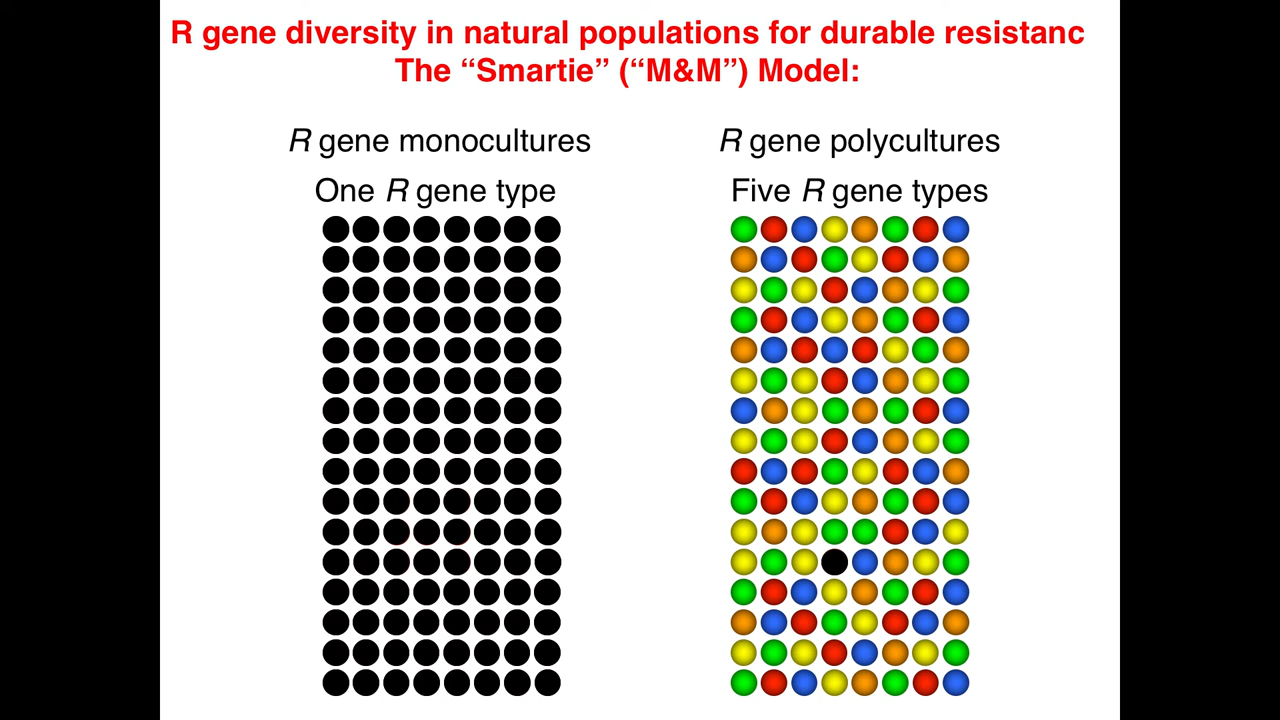 R gene diversity in natural populations for durable resistanc
The “Smartie” (“M&M”) Model:
R gene monocultures
R gene polycultures
One R gene type
Five R gene types